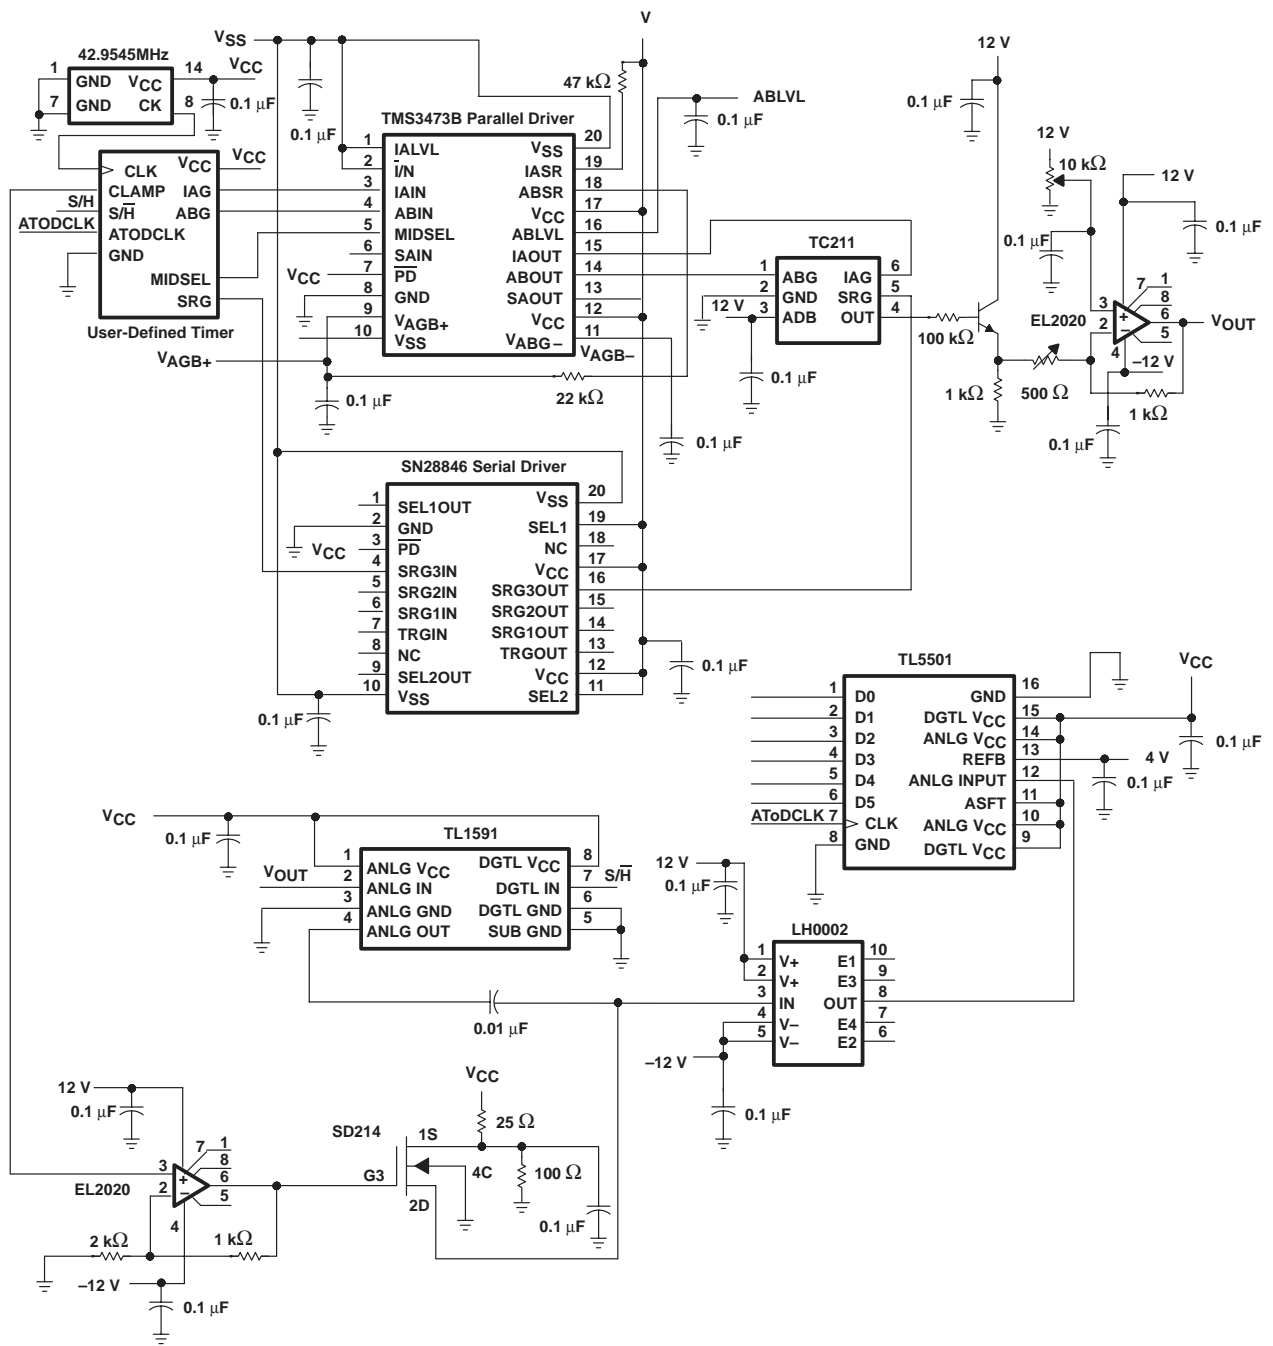 V
VSS
12 V
42.9545MHz
1 GND VCC 14 VCC
7 GND CK 8
0.1 μF
0.1 μF
47 kΩ
ABLVL
0.1 μF
0.1 μF
TMS3473B Parallel Driver
1 IALVL VSS 20
2 I̅/N IASR 19
3 IAIN ABSR 18
4 ABIN VCC 17
5 MIDSEL ABLVL 16
6 SAIN IAOUT 15
VCC 7 P̅D̅ ABOUT 14
8 GND SAOUT 13
9 VAGB+ VCC 12
10 VSS VABG– 11
VAGB–
CLK VCC VCC
CLAMP IAG
S/H S/H̅ ABG
ATODCLK ATODCLK
GND
MIDSEL
SRG
User-Defined Timer
VAGB+
0.1 μF
22 kΩ
0.1 μF
TC211
1 ABG IAG 6
2 GND SRG 5
12 V 3 ADB OUT 4
0.1 μF
100 kΩ
12 V
10 kΩ
12 V
0.1 μF
0.1 μF
EL2020
3 + 7 1
8
2 – 6 VOUT
5
4
–12 V
1 kΩ
500 Ω
1 kΩ
0.1 μF
SN28846 Serial Driver
1 SEL1OUT VSS 20
2 GND SEL1 19
VCC 3 P̅D̅ NC 18
4 SRG3IN VCC 17
5 SRG2IN SRG3OUT 16
6 SRG1IN SRG2OUT 15
7 TRGIN SRG1OUT 14
8 NC TRGOUT 13
9 SEL2OUT VCC 12
10 VSS SEL2 11
0.1 μF
0.1 μF
TL5501
VCC
1 D0 GND 16
2 D1 DGTL VCC 15
3 D2 ANLG VCC 14
4 D3 REFB 13 4 V
5 D4 ANLG INPUT 12
6 D5 ASFT 11
AToDCLK 7 CLK ANLG VCC 10
8 GND DGTL VCC 9
0.1 μF
0.1 μF
VCC
0.1 μF
TL1591
1 ANLG VCC DGTL VCC 8
VOUT 2 ANLG IN DGTL IN 7 S/H̅
3 ANLG GND DGTL GND 6
4 ANLG OUT SUB GND 5
0.01 μF
12 V
0.1 μF
LH0002
1 V+ E1 10
2 V+ E3 9
3 IN OUT 8
4 V– E4 7
5 V– E2 6
–12 V
0.1 μF
12 V
0.1 μF
EL2020
3 + 7 1
8
2 – 6
5
4
2 kΩ
1 kΩ
–12 V
0.1 μF
VCC
25 Ω
SD214
1S
G3
4C
2D
100 Ω
0.1 μF